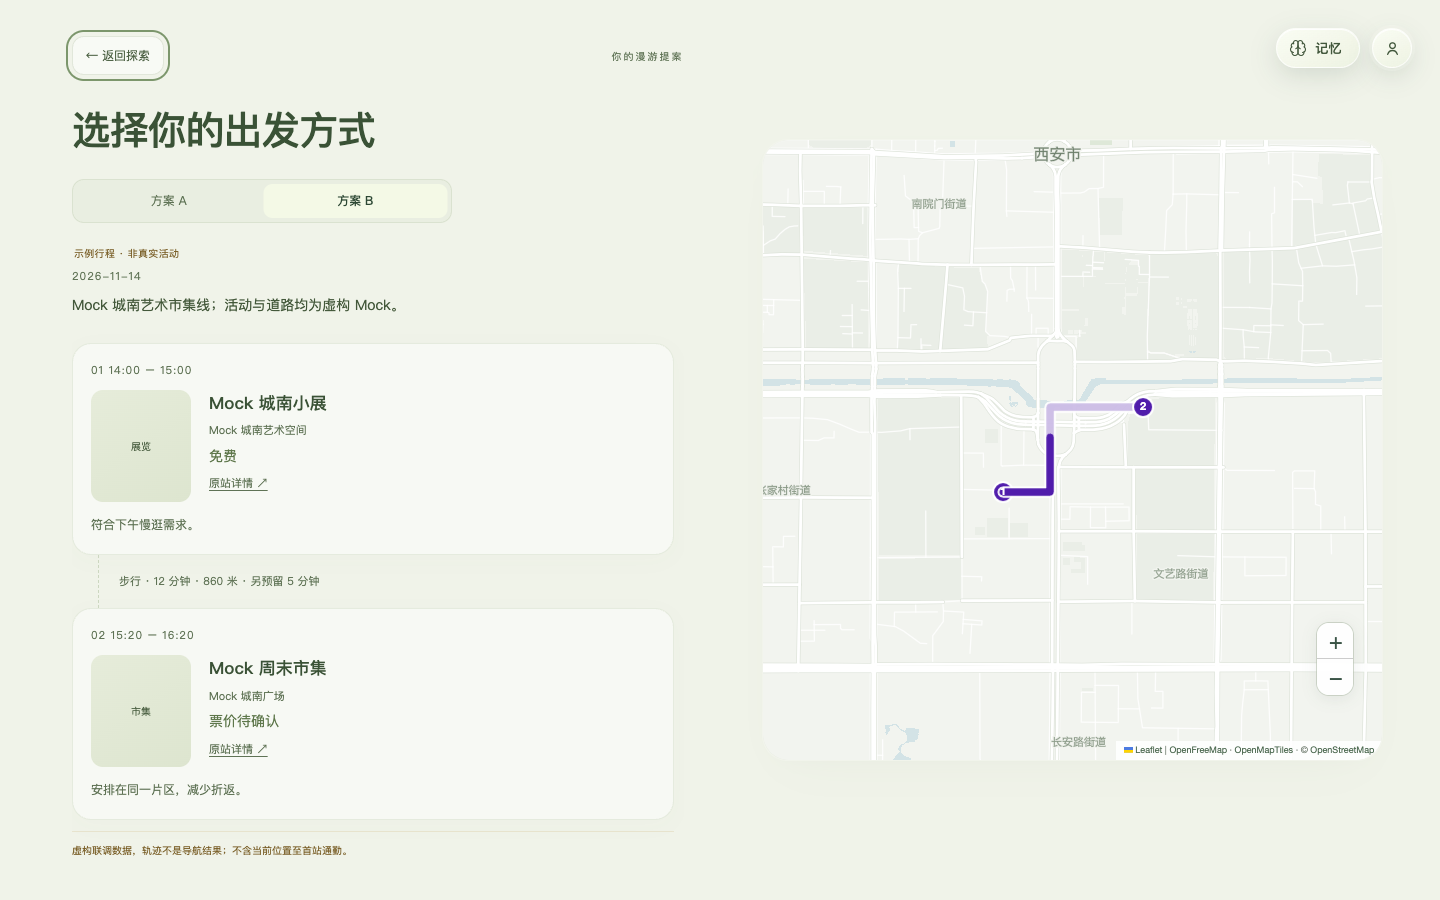 ← 返回探索
你的漫游提案
记忆
选择你的出发方式
方案 A
方案 B
示例行程 · 非真实活动
2026-11-14
Mock 城南艺术市集线；活动与道路均为虚构 Mock。
01 14:00 — 15:00
展览
Mock 城南小展
Mock 城南艺术空间
免费
原站详情 ↗
符合下午慢逛需求。
步行 · 12 分钟 · 860 米 · 另预留 5 分钟
02 15:20 — 16:20
市集
Mock 周末市集
Mock 城南广场
票价待确认
原站详情 ↗
安排在同一片区，减少折返。
虚构联调数据，轨迹不是导航结果；不含当前位置至首站通勤。
西安市
南院门街道
2
家村街道
文艺路街道
+
−
长安路街道
Leaflet | OpenFreeMap · OpenMapTiles · © OpenStreetMap